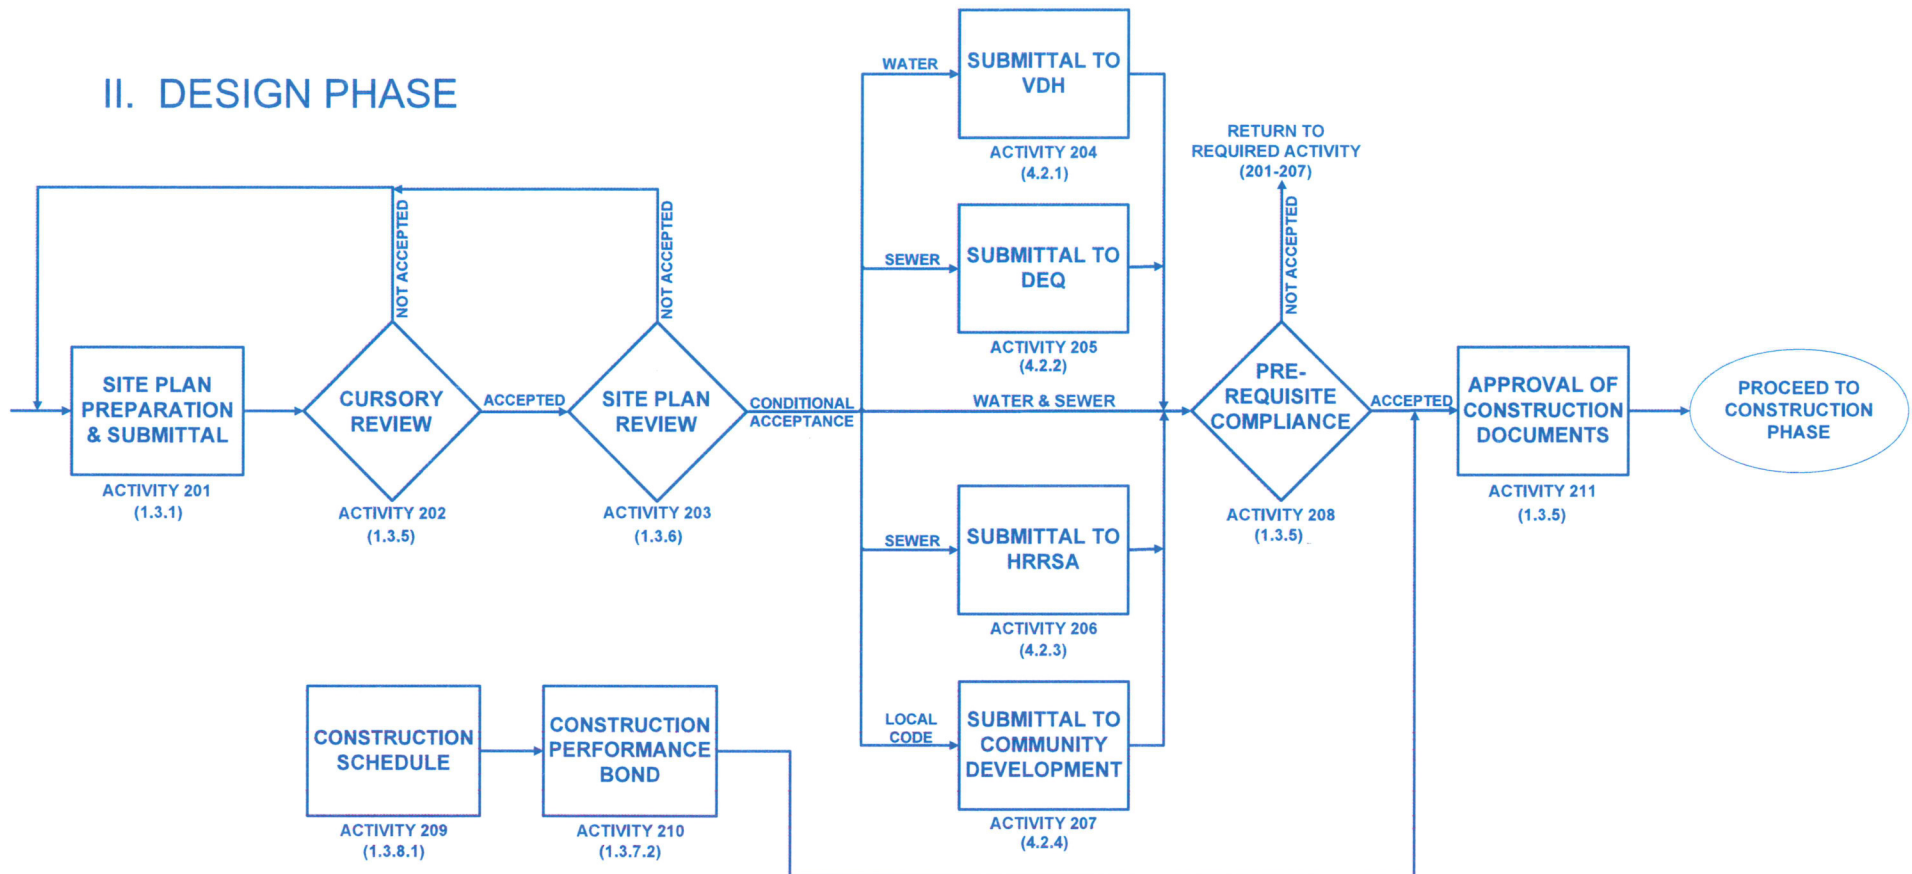 II. DESIGN PHASE
SITE PLAN
PREPARATION
& SUBMITTAL
ACTIVITY 201
(1.3.1)
NOT ACCEPTED
CURSORY
REVIEW
ACTIVITY 202
(1.3.5)
ACCEPTED
NOT ACCEPTED
SITE PLAN
REVIEW
ACTIVITY 203
(1.3.6)
CONDITIONAL
ACCEPTANCE
WATER
SUBMITTAL TO
VDH
ACTIVITY 204
(4.2.1)
SEWER
SUBMITTAL TO
DEQ
ACTIVITY 205
(4.2.2)
WATER & SEWER
SEWER
SUBMITTAL TO
HRRSA
ACTIVITY 206
(4.2.3)
LOCAL
CODE
SUBMITTAL TO
COMMUNITY
DEVELOPMENT
ACTIVITY 207
(4.2.4)
RETURN TO
REQUIRED ACTIVITY
(201-207)
NOT ACCEPTED
PRE-
REQUISITE
COMPLIANCE
ACTIVITY 208
(1.3.5)
ACCEPTED
APPROVAL OF
CONSTRUCTION
DOCUMENTS
ACTIVITY 211
(1.3.5)
PROCEED TO
CONSTRUCTION
PHASE
CONSTRUCTION
SCHEDULE
ACTIVITY 209
(1.3.8.1)
CONSTRUCTION
PERFORMANCE
BOND
ACTIVITY 210
(1.3.7.2)